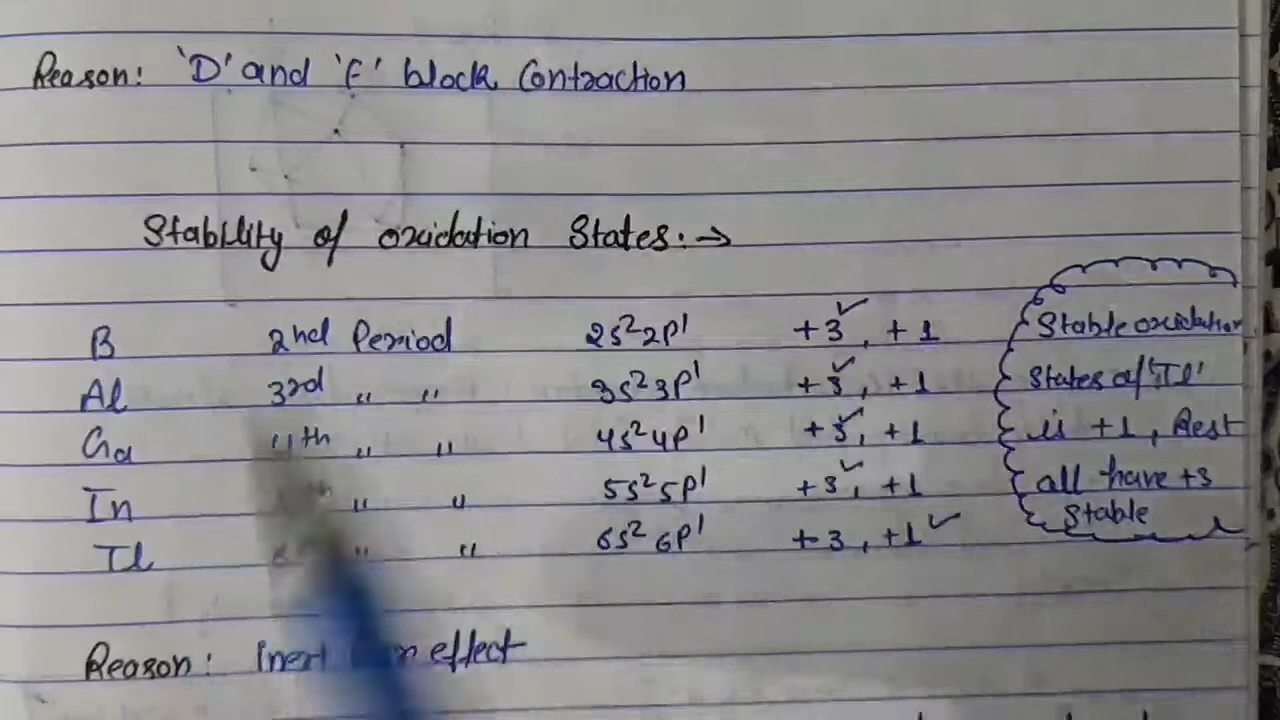 Reason: 'D' and 'f' block Contraction
Stability of oxidation States:→
B 2nd Period 2s²2p¹ +3✓, +1
Al 3rd " " 3s²3p¹ +3✓, +1
Ga 4th " " 4s²4p¹ +3✓, +1
In " " 5s²5p¹ +3✓, +1
Tl " " 6s²6p¹ +3, +1✓
Stable oxidation
States of 'Tl'
is +1, Rest
all have +3
Stable
Reason: Inert effect